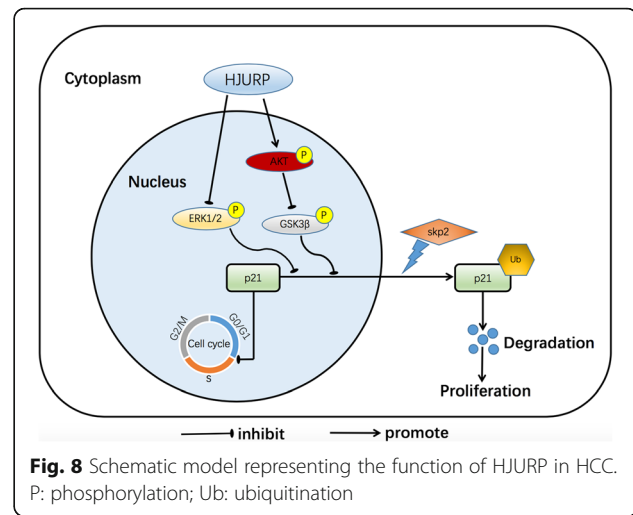 Cytoplasm
HJURP
Nucleus
AKT
P
ERK1/2
P
GSK3β
P
skp2
p21
p21
Ub
G2/M
G0/G1
Cell cycle
S
Degradation
Proliferation
inhibit
promote
Fig. 8 Schematic model representing the function of HJURP in HCC.
P: phosphorylation; Ub: ubiquitination